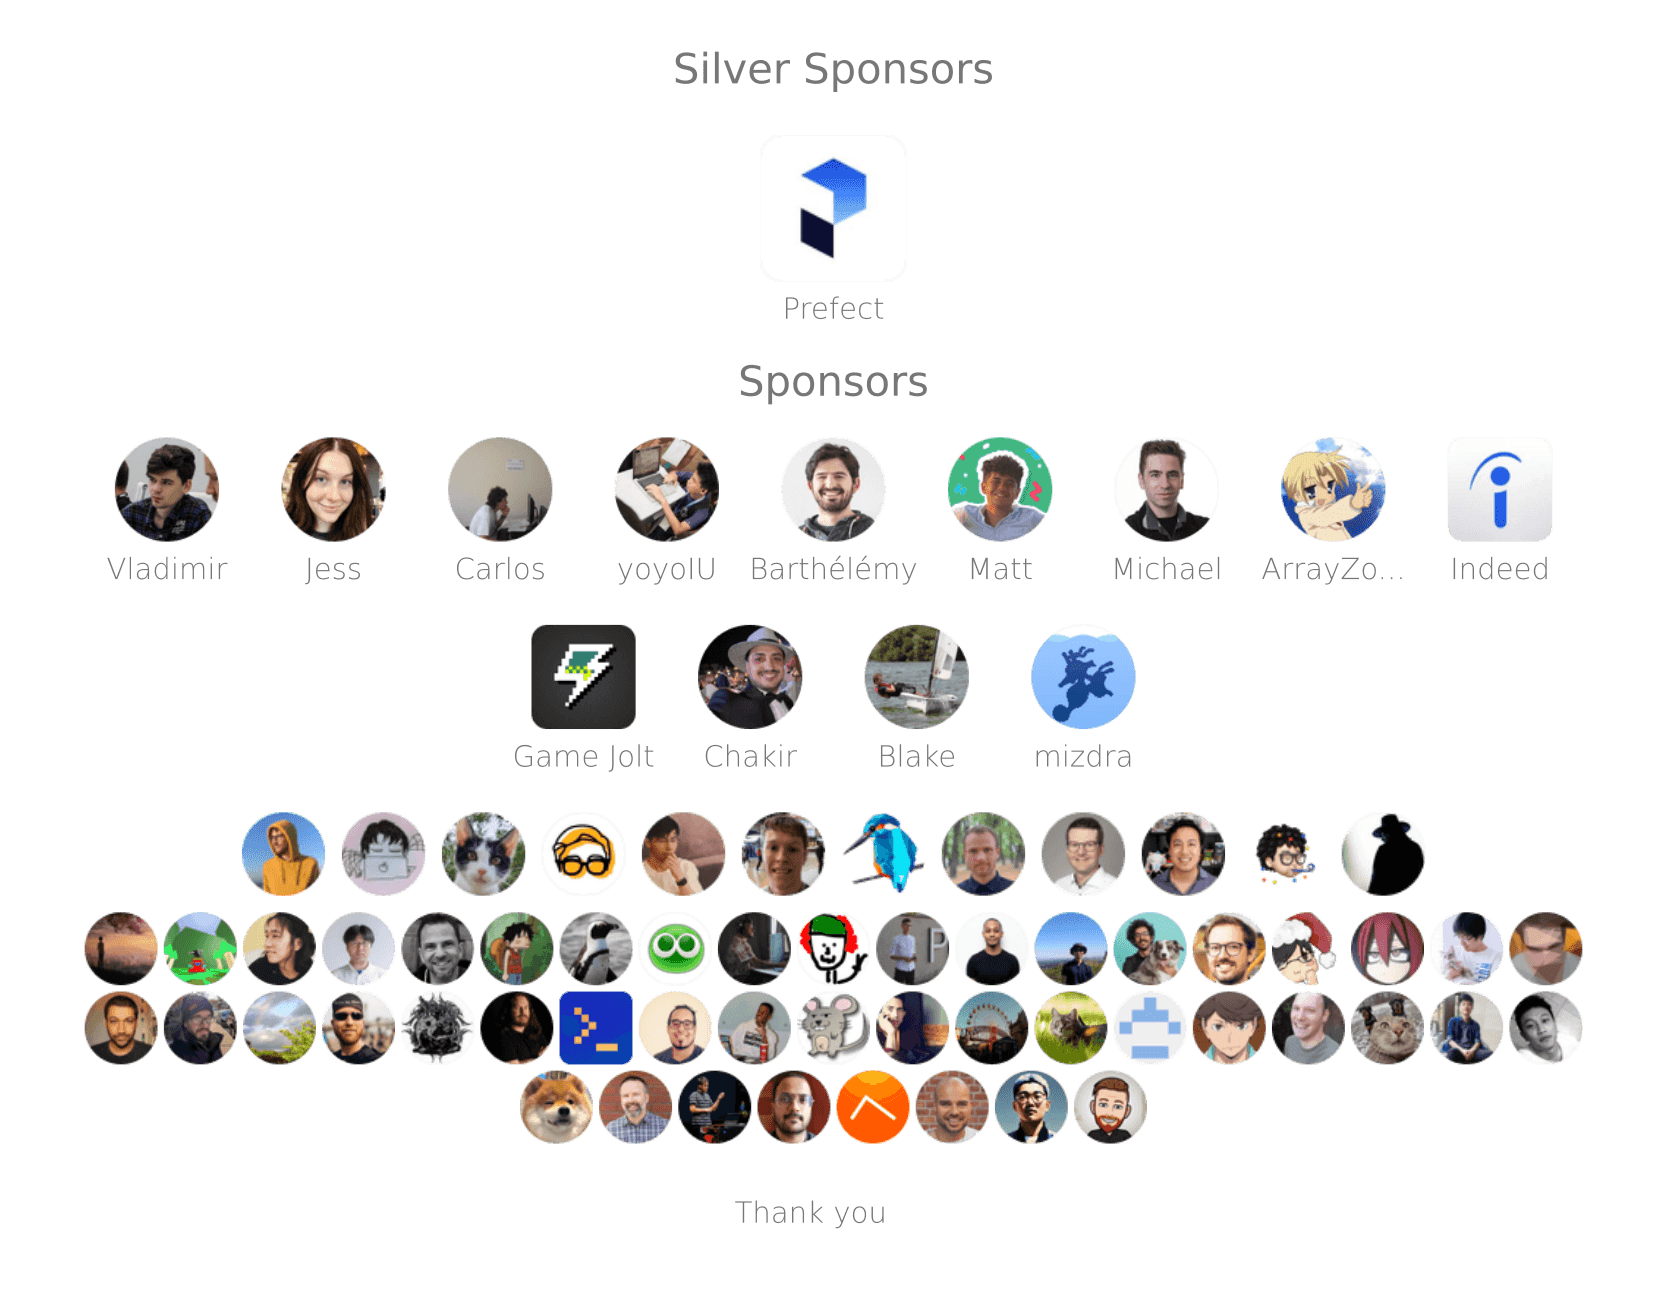 Silver Sponsors
Prefect
Sponsors
Vladimir Jess Carlos yoyoIU Barthélémy Matt Michael ArrayZo... Indeed
Game Jolt Chakir Blake mizdra
Thank you